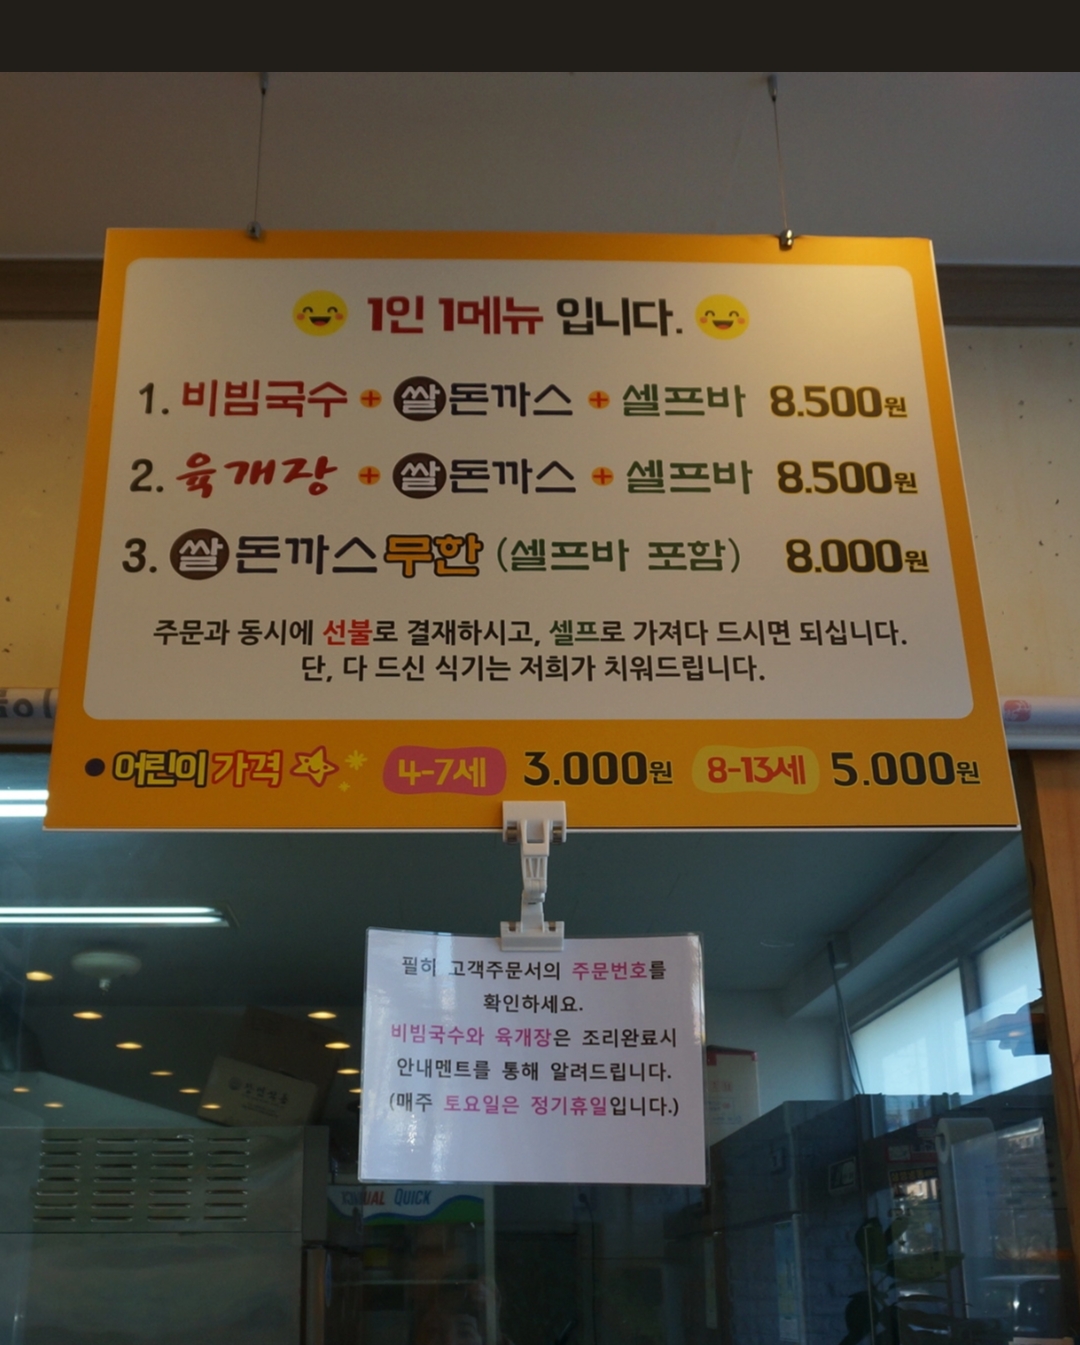 1인 1메뉴 입니다.
1. 비빔국수 + 쌀돈까스 + 셀프바 8.500원
2. 육개장 + 쌀돈까스 + 셀프바 8.500원
3. 쌀돈까스무한 (셀프바 포함) 8.000원
주문과 동시에 선불로 결재하시고, 셀프로 가져다 드시면 되십니다.
단, 다 드신 식기는 저희가 치워드립니다.
• 어린이 가격 4-7세 3.000원 8-13세 5.000원
고객주문서의 주문번호를
확인하세요.
비빔국수와 육개장은 조리완료시
안내멘트를 통해 알려드립니다.
(매주 토요일은 정기휴일입니다.)
QUICK